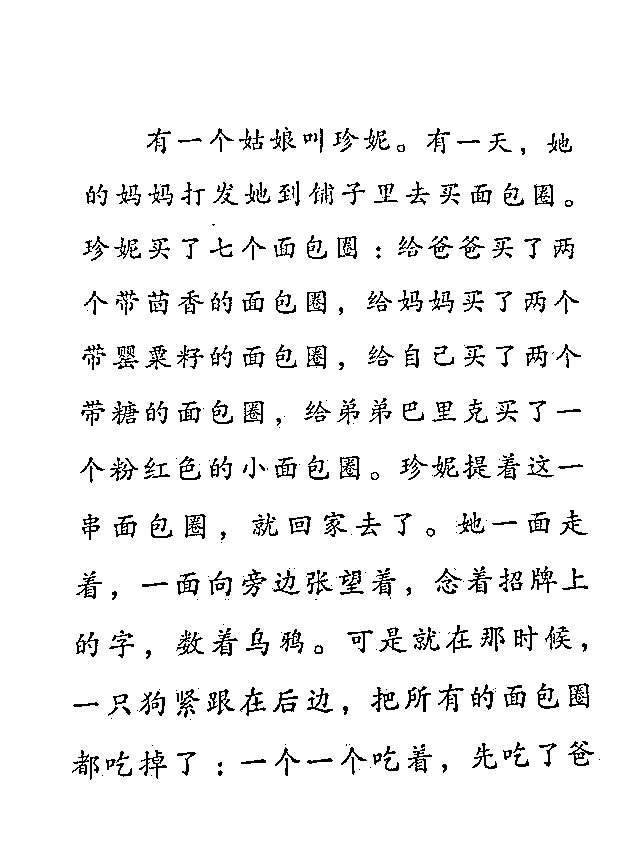 有一个姑娘叫珍妮。有一天，她
的妈妈打发她到铺子里去买面包圈。
珍妮买了七个面包圈：给爸爸买了两
个带茴香的面包圈，给妈妈买了两个
带罂粟籽的面包圈，给自己买了两个
带糖的面包圈，给弟弟巴里克买了一
个粉红色的小面包圈。珍妮提着这一
串面包圈，就回家去了。她一面走
着，一面向旁边张望着，念着招牌上
的字，数着乌鸦。可是就在那时候，
一只狗紧跟在后边，把所有的面包圈
都吃掉了：一个一个吃着，先吃了爸